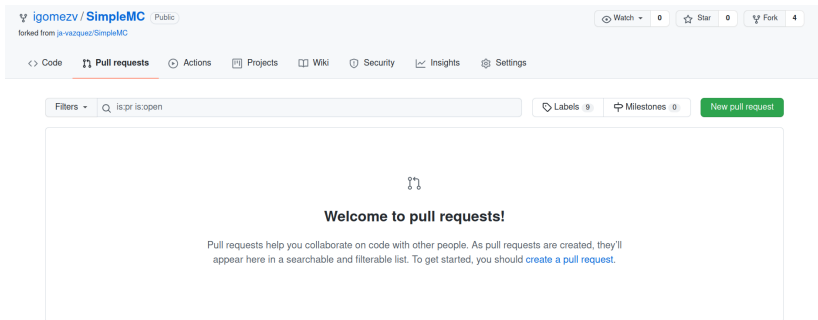 igomezv / SimpleMC Public
Watch 0 Star 0 Fork 4
forked from ja-vazquez/SimpleMC
Code Pull requests Actions Projects Wiki Security Insights Settings
Filters is:pr is:open Labels 9 Milestones 0 New pull request
Welcome to pull requests!
Pull requests help you collaborate on code with other people. As pull requests are created, they'll
appear here in a searchable and filterable list. To get started, you should create a pull request.